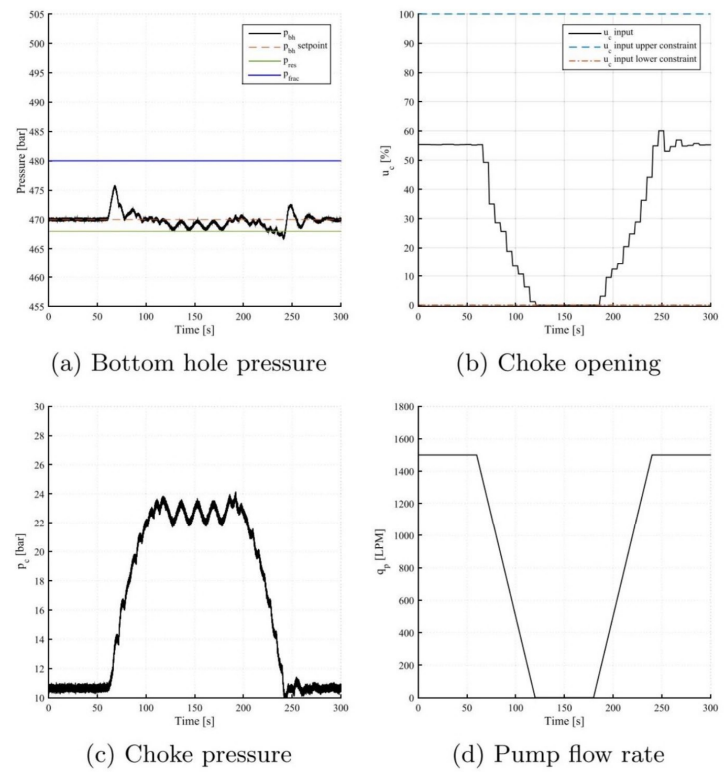 505
500
495
490
485
480
475
470
465
460
455
Pressure [bar]
p_bh
p_bh setpoint
p_res
p_frac
0 50 100 150 200 250 300
Time [s]
(a) Bottom hole pressure
100
90
80
70
60
50
40
30
20
10
0
u_c [%]
u_c input
u_c input upper constraint
u_c input lower constraint
0 50 100 150 200 250 300
Time [s]
(b) Choke opening
30
28
26
24
22
20
18
16
14
12
10
p_c [bar]
0 50 100 150 200 250 300
Time [s]
(c) Choke pressure
1800
1600
1400
1200
1000
800
600
400
200
0
q_p [LPM]
0 50 100 150 200 250 300
Time [s]
(d) Pump flow rate